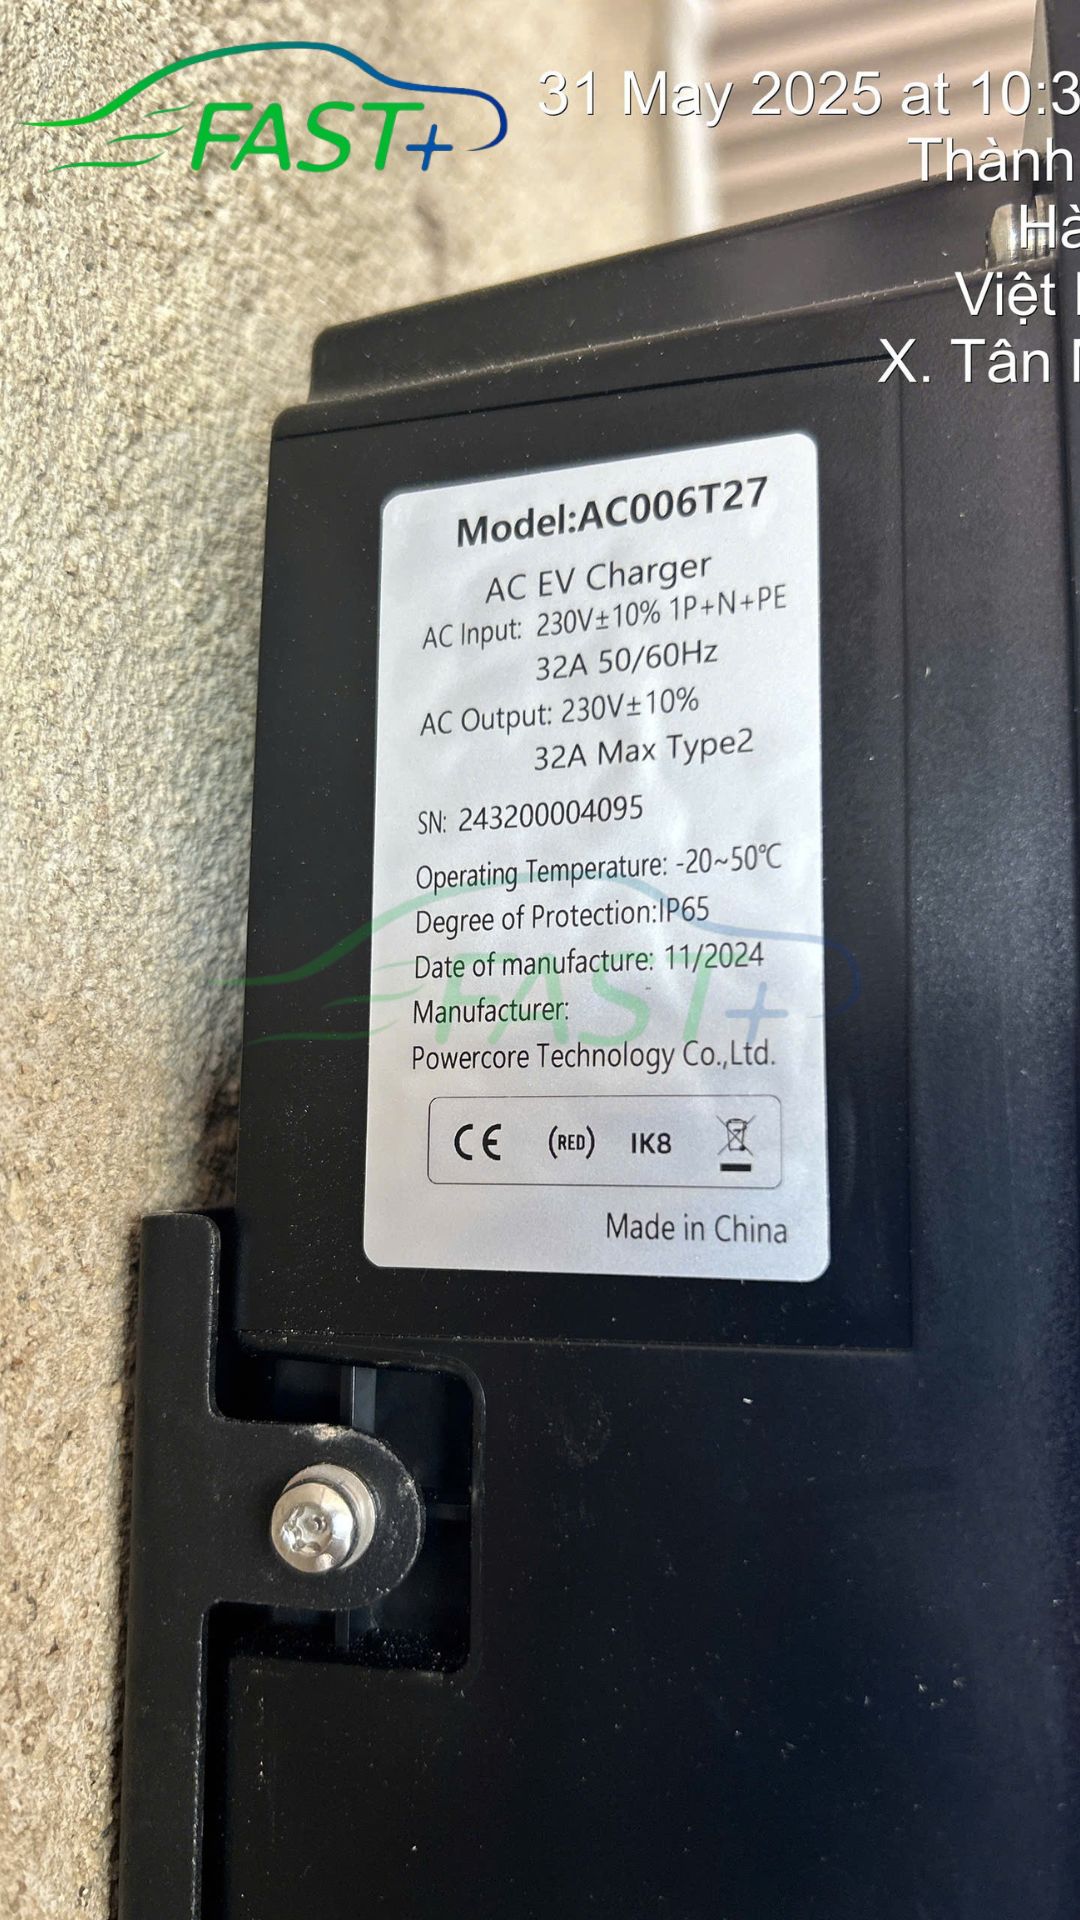 FAST+
31 May 2025 at 10:3
Thành
Việt
X. Tân
Model:AC006T27
AC EV Charger
AC Input: 230V±10% 1P+N+PE
32A 50/60Hz
AC Output: 230V±10%
32A Max Type2
SN: 243200004095
Operating Temperature: -20~50℃
Degree of Protection:IP65
Date of manufacture: 11/2024
FAST+
Manufacturer:
Powercore Technology Co.,Ltd.
CE (RED) IK8
Made in China